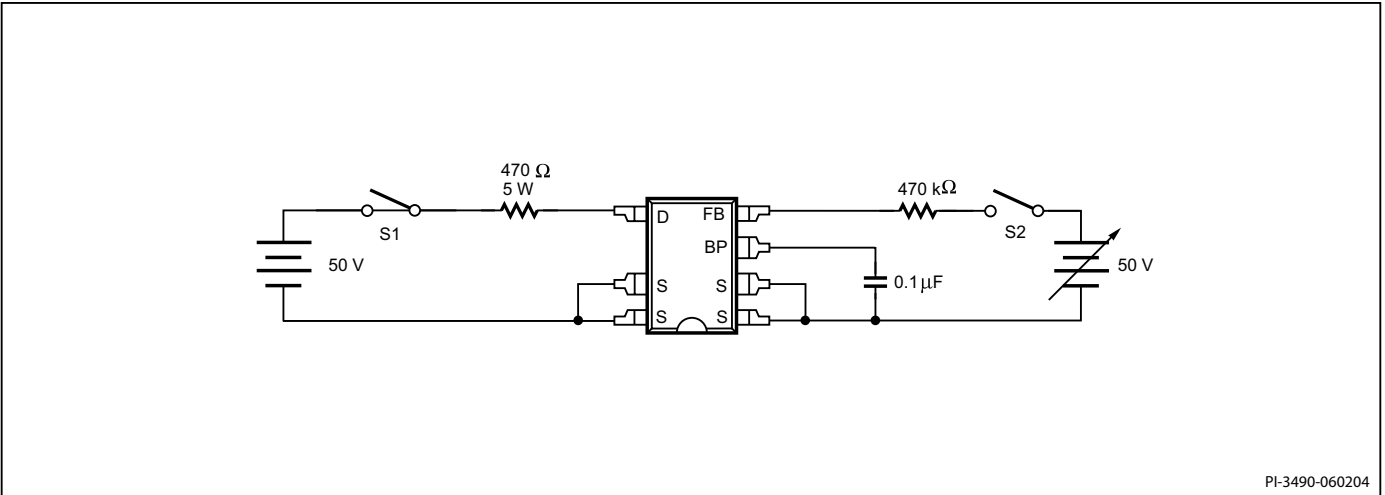 470 Ω
5 W
S1
50 V
D
FB
BP
S
S
S
S
470 kΩ
S2
0.1 μF
50 V
PI-3490-060204